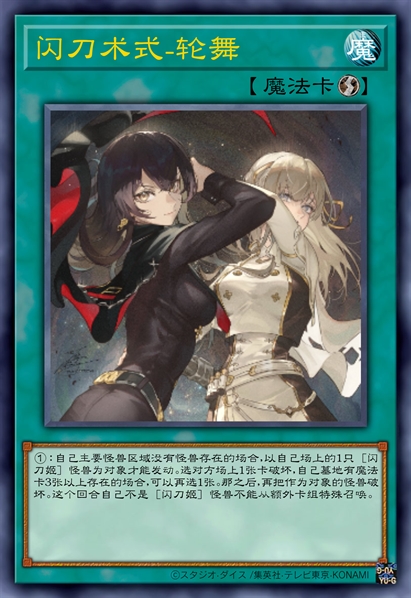 闪刀术式-轮舞
魔
【魔法卡】
①：自己主要怪兽区域没有怪兽存在的场合，以自己场上的1只［闪
刀姬］怪兽为对象才能发动。选对方场上1张卡破坏，自己墓地有魔法
卡3张以上存在的场合，可以再选1张。那之后，再把作为对象的怪兽破
坏。这个回合自己不是［闪刀姬］怪兽不能从额外卡组特殊召唤。
©スタジオ·ダイス /集英社·テレビ東京·KONAMI